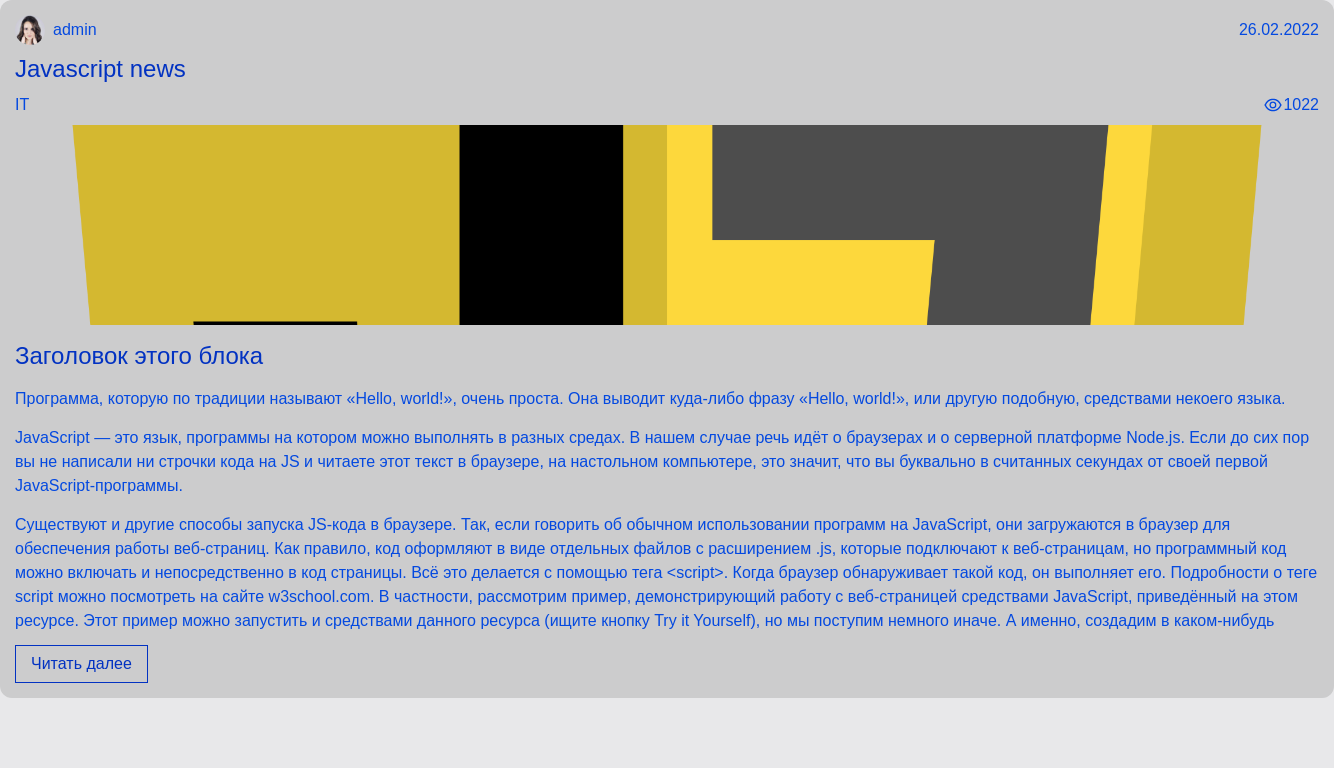 admin
26.02.2022
Javascript news
IT
1022
Заголовок этого блока
Программа, которую по традиции называют «Hello, world!», очень проста. Она выводит куда-либо фразу «Hello, world!», или другую подобную, средствами некоего языка.
JavaScript — это язык, программы на котором можно выполнять в разных средах. В нашем случае речь идёт о браузерах и о серверной платформе Node.js. Если до сих пор
вы не написали ни строчки кода на JS и читаете этот текст в браузере, на настольном компьютере, это значит, что вы буквально в считанных секундах от своей первой
JavaScript-программы.
Существуют и другие способы запуска JS-кода в браузере. Так, если говорить об обычном использовании программ на JavaScript, они загружаются в браузер для
обеспечения работы веб-страниц. Как правило, код оформляют в виде отдельных файлов с расширением .js, которые подключают к веб-страницам, но программный код
можно включать и непосредственно в код страницы. Всё это делается с помощью тега <script>. Когда браузер обнаруживает такой код, он выполняет его. Подробности о теге
script можно посмотреть на сайте w3school.com. В частности, рассмотрим пример, демонстрирующий работу с веб-страницей средствами JavaScript, приведённый на этом
ресурсе. Этот пример можно запустить и средствами данного ресурса (ищите кнопку Try it Yourself), но мы поступим немного иначе. А именно, создадим в каком-нибудь
Читать далее